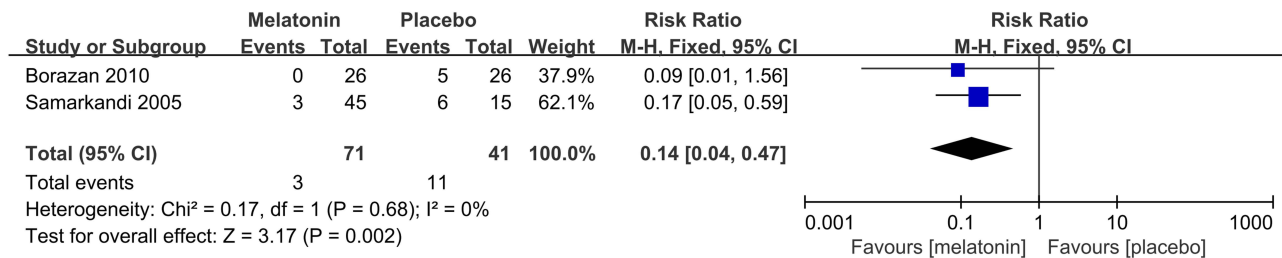 Melatonin Placebo Risk Ratio Risk Ratio
Study or Subgroup Events Total Events Total Weight M-H, Fixed, 95% CI M-H, Fixed, 95% CI
Borazan 2010 0 26 5 26 37.9% 0.09 [0.01, 1.56]
Samarkandi 2005 3 45 6 15 62.1% 0.17 [0.05, 0.59]
Total (95% CI) 71 41 100.0% 0.14 [0.04, 0.47]
Total events 3 11
Heterogeneity: Chi² = 0.17, df = 1 (P = 0.68); I² = 0%
Test for overall effect: Z = 3.17 (P = 0.002)
0.001 0.1 1 10 1000
Favours [melatonin] Favours [placebo]